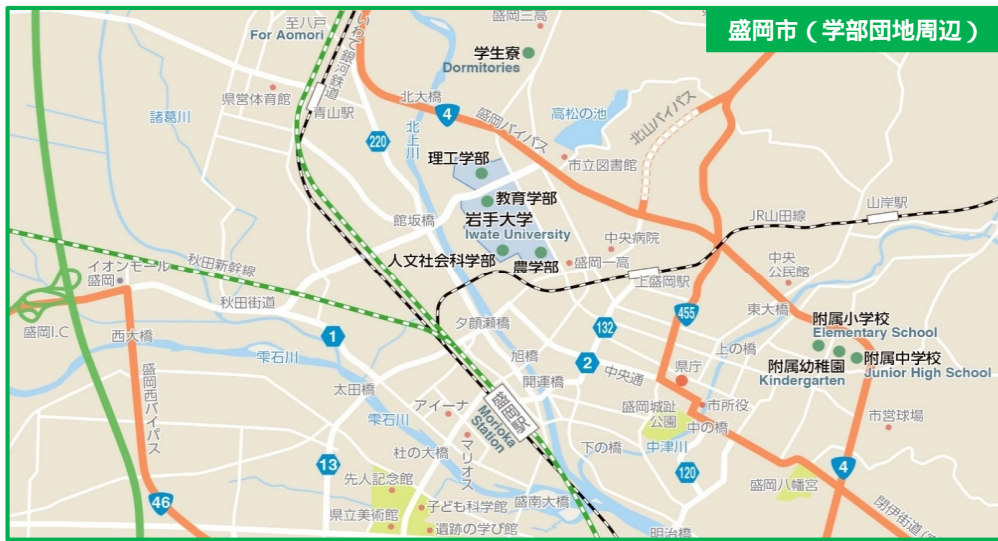 盛岡市（学部団地周辺）
至八戸
For Aomori
いわて銀河鉄道
盛岡三高
学生寮
Dormitories
県営体育館
青山駅
北大橋
4
盛岡バイパス
高松の池
北山バイパス
諸葛川
220
北上川
理工学部
市立図書館
教育学部
岩手大学
Iwate University
館坂橋
山岸駅
JR山田線
中央病院
人文社会科学部
農学部
盛岡一高
上盛岡駅
中央
公民館
イオンモール
盛岡
秋田新幹線
秋田街道
盛岡I.C
西大橋
雫石川
1
夕顔瀬橋
132
455
東大橋
附属小学校
Elementary School
旭橋
2
上の橋
附属幼稚園
Kindergarten
附属中学校
Junior High School
太田橋
開運橋
中央通
県庁
盛岡西バイパス
雫石川
アイーナ
盛岡駅
Morioka
Station
盛岡城趾
公園
市所役
市営球場
中の橋
杜の大橋
マリオス
下の橋
中津川
13
先人記念館
120
4
盛岡八幡宮
46
子ども科学館
盛南大橋
県立美術館
遺跡の学び館
明治橋
閉伊街道